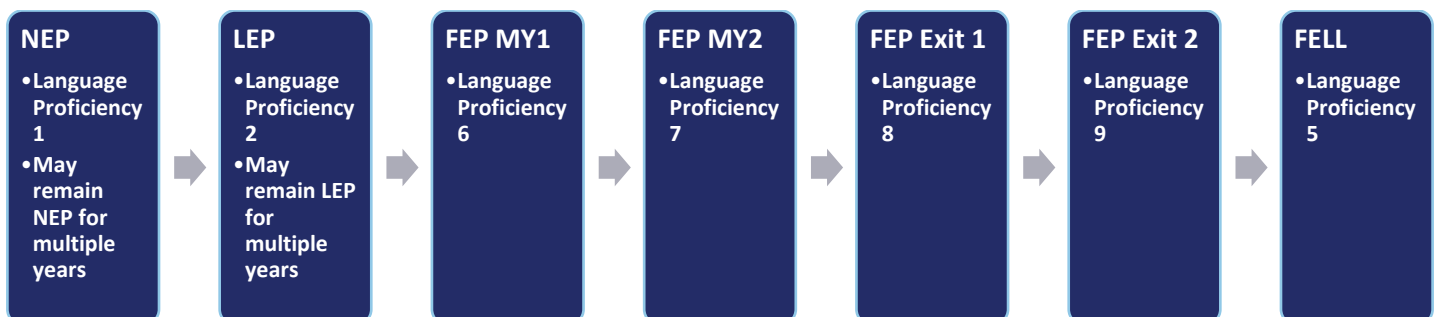 NEP
•Language
Proficiency
1
•May
remain
NEP for
multiple
years
LEP
•Language
Proficiency
2
•May
remain LEP
for
multiple
years
FEP MY1
•Language
Proficiency
6
FEP MY2
•Language
Proficiency
7
FEP Exit 1
•Language
Proficiency
8
FEP Exit 2
•Language
Proficiency
9
FELL
•Language
Proficiency
5